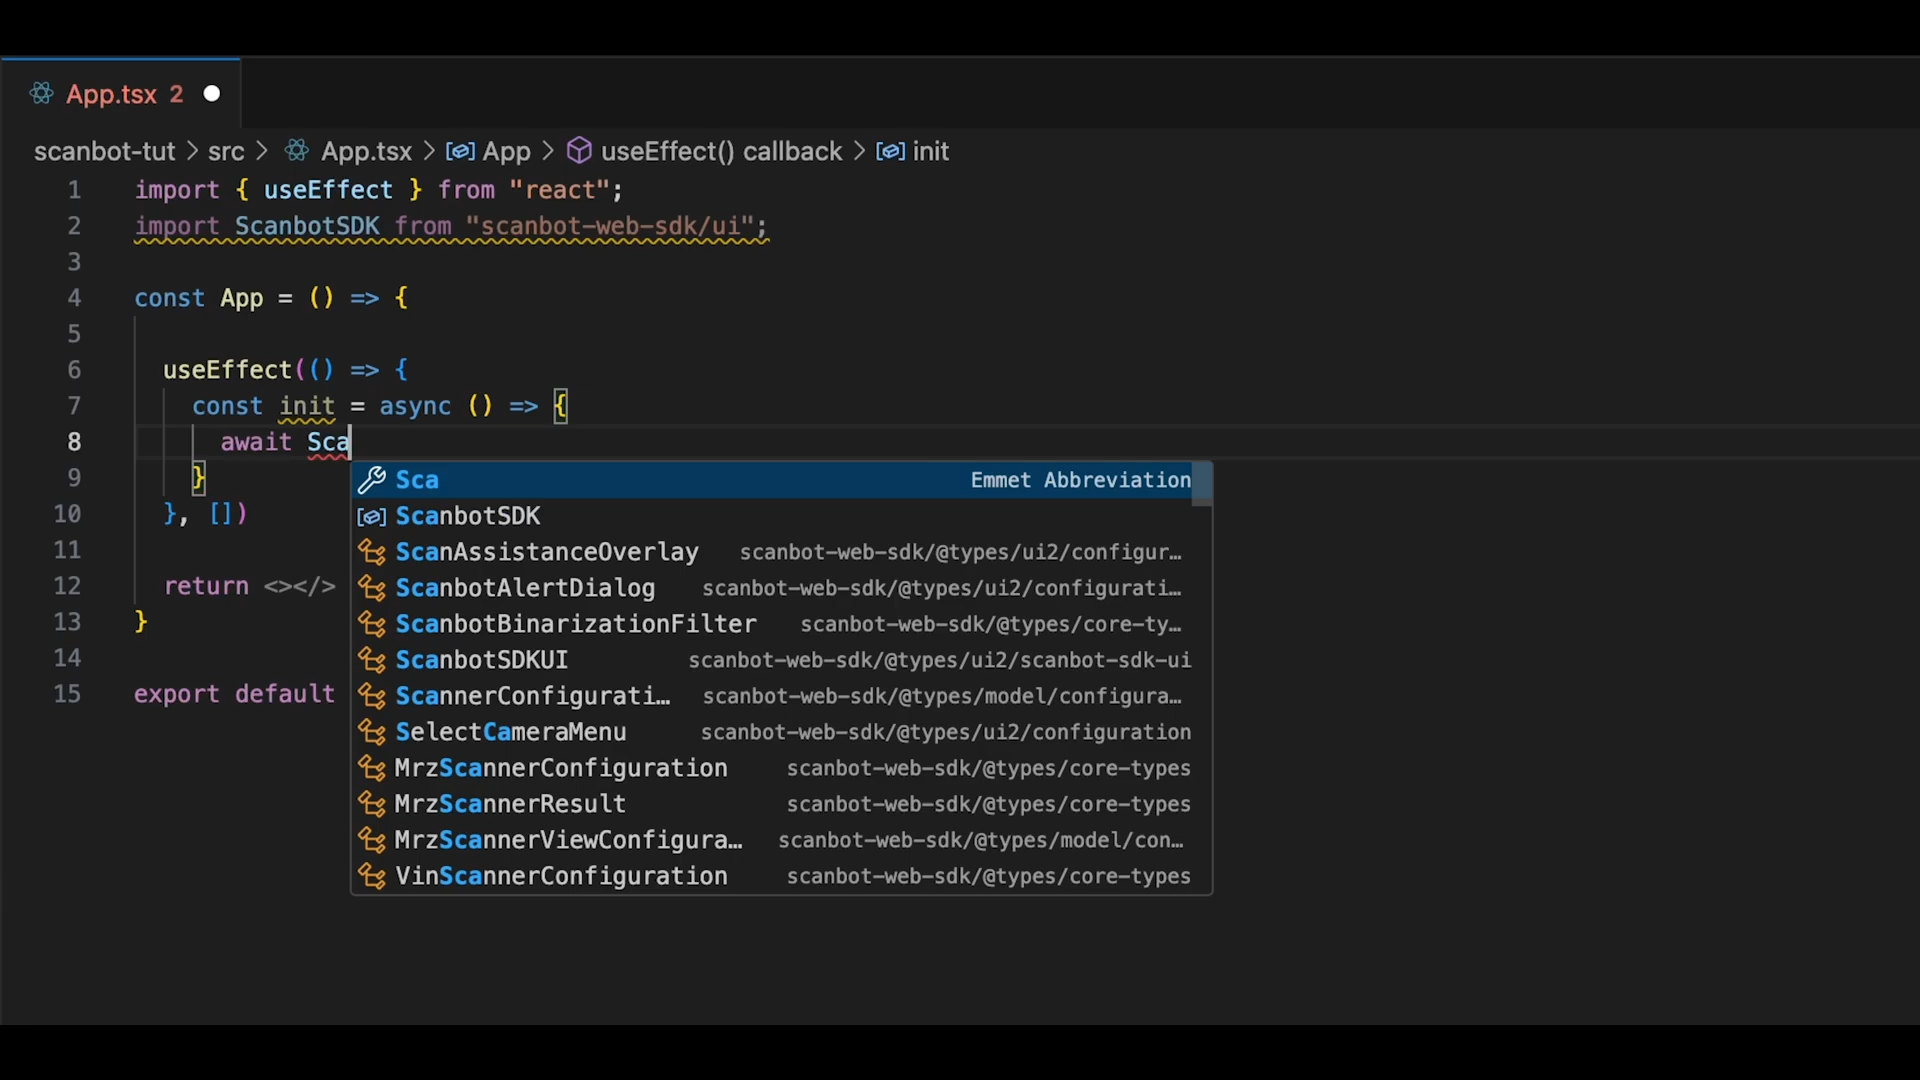 App.tsx 2
scanbot-tut > src > App.tsx > App > useEffect() callback > init
1 import { useEffect } from "react";
2 import ScanbotSDK from "scanbot-web-sdk/ui";
3
4 const App = () => {
5
6 useEffect(() => {
7 const init = async () => {
8 await Sca
9 }
10 }, [])
11
12 return <></>
13 }
14
15 export default
Sca Emmet Abbreviation
ScanbotSDK
ScanAssistanceOverlay scanbot-web-sdk/@types/ui2/configur…
ScanbotAlertDialog scanbot-web-sdk/@types/ui2/configurati…
ScanbotBinarizationFilter scanbot-web-sdk/@types/core-ty…
ScanbotSDKUI scanbot-web-sdk/@types/ui2/scanbot-sdk-ui
ScannerConfigurati… scanbot-web-sdk/@types/model/configura…
SelectCameraMenu scanbot-web-sdk/@types/ui2/configuration
MrzScannerConfiguration scanbot-web-sdk/@types/core-types
MrzScannerResult scanbot-web-sdk/@types/core-types
MrzScannerViewConfigura… scanbot-web-sdk/@types/model/con…
VinScannerConfiguration scanbot-web-sdk/@types/core-types